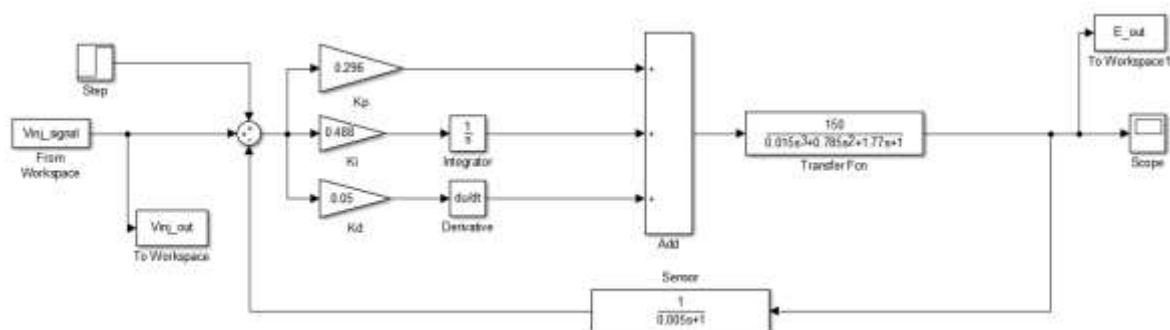 Step
Vinj_signal
From
Workspace
Vinj_out
To Workspace
0.296
Kp
0.488
Ki
1
s
Integrator
0.05
Kd
du/dt
Derivative
+
+
+
Add
150
0.015s3+0.785s2+1.77s+1
Transfer Fcn
E_out
To Workspace1
Scope
Sensor
1
0.005s+1